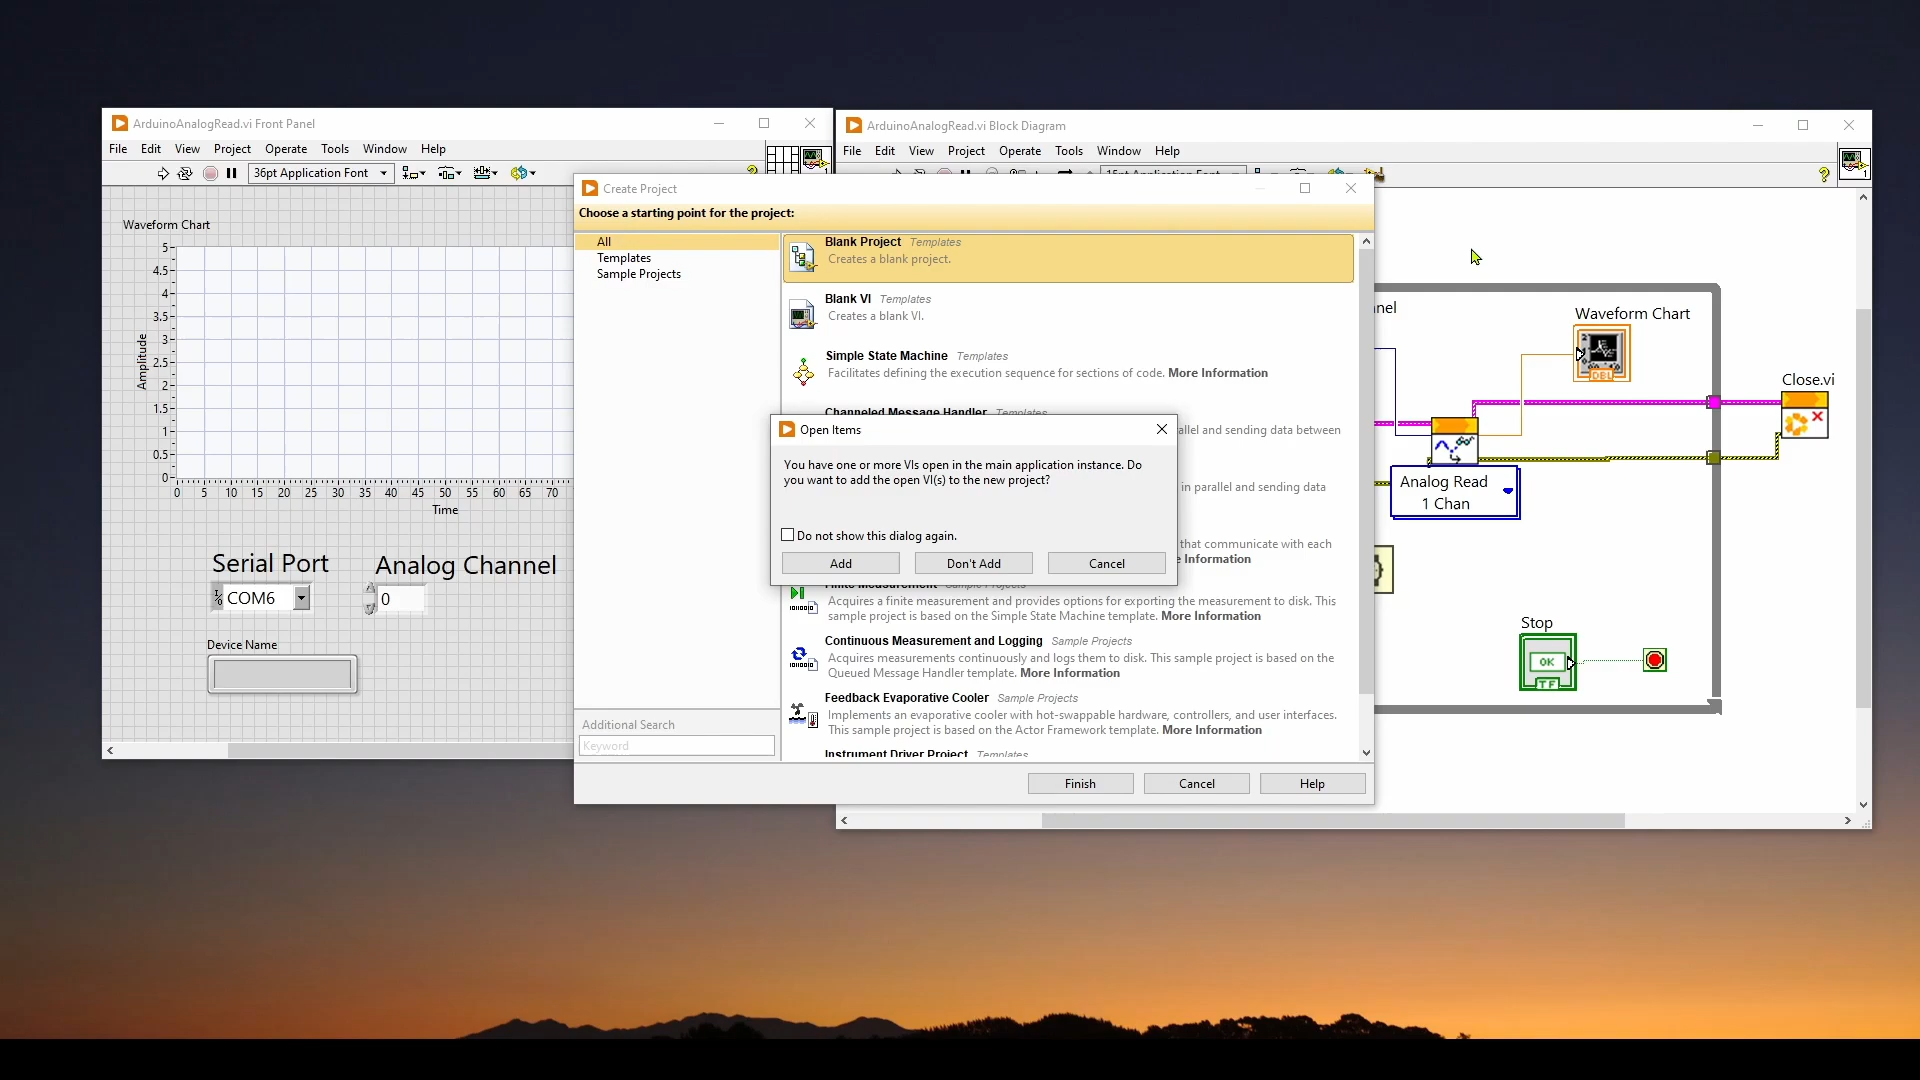 ArduinoAnalogRead.vi Front Panel
File Edit View Project Operate Tools Window Help
36pt Application Font
Waveform Chart
5
4.5
4
3.5
3
2.5
2
1.5
1
0.5
0
Amplitude
0 5 10 15 20 25 30 35 40 45 50 55 60 65 70
Time
Serial Port
Analog Channel
COM6
0
Device Name
ArduinoAnalogRead.vi Block Diagram
File Edit View Project Operate Tools Window Help
15pt Application Font
Waveform Chart
DBL
Close.vi
Analog Read
1 Chan
Stop
OK
TF
Create Project
Choose a starting point for the project:
All
Templates
Sample Projects
Additional Search
Keyword
Blank Project Templates
Creates a blank project.
Blank VI Templates
Creates a blank VI.
Simple State Machine Templates
Facilitates defining the execution sequence for sections of code. More Information
Channeled Message Handler Templates
allel and sending data between
in parallel and sending data
that communicate with each
e Information
Finite Measurement Sample Projects
Acquires a finite measurement and provides options for exporting the measurement to disk. This
sample project is based on the Simple State Machine template. More Information
Continuous Measurement and Logging Sample Projects
Acquires measurements continuously and logs them to disk. This sample project is based on the
Queued Message Handler template. More Information
Feedback Evaporative Cooler Sample Projects
Implements an evaporative cooler with hot-swappable hardware, controllers, and user interfaces.
This sample project is based on the Actor Framework template. More Information
Instrument Driver Project Templates
Finish
Cancel
Help
Open Items
You have one or more VIs open in the main application instance. Do
you want to add the open VI(s) to the new project?
Do not show this dialog again.
Add
Don't Add
Cancel